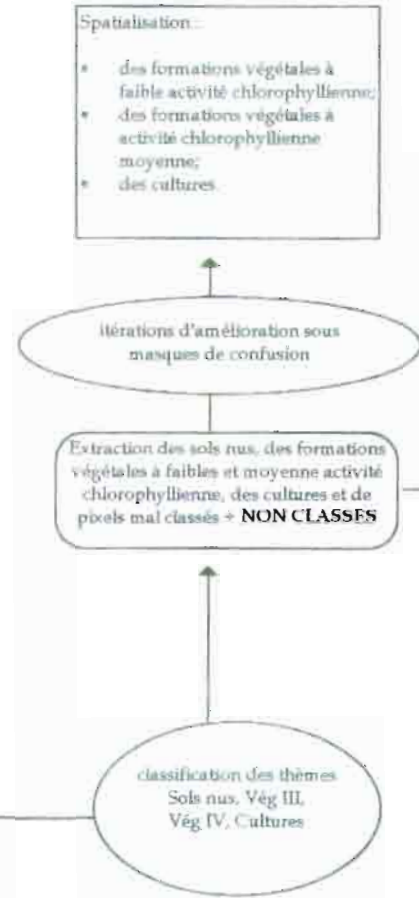 Spatialisation :
• des formations végétales à
faible activité chlorophyllienne;
• des formations végétales à
activité chlorophyllienne
moyenne;
• des cultures.
itérations d'amélioration sous
masques de confusion
Extraction des sols nus, des formations
végétales à faibles et moyenne activité
chlorophyllienne, des cultures et de
pixels mal classés + NON CLASSES
classification des thèmes
Sols nus, Vég III,
Vég IV, Cultures